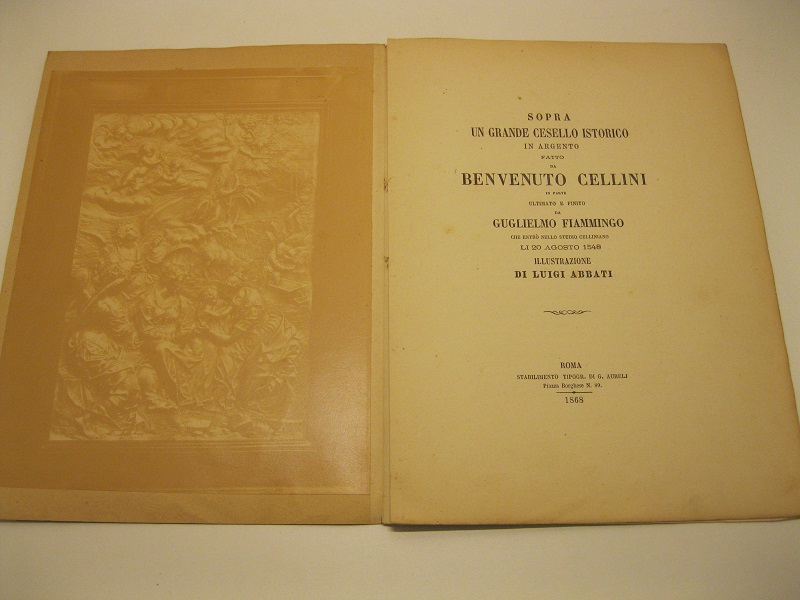 SOPRA
UN GRANDE CESELLO ISTORICO
IN ARGENTO
FATTO
DA
BENVENUTO CELLINI
IN PARTE
ULTIMATO E FINITO
DA
GUGLIELMO FIAMMINGO
CHE ENTRÒ NELLO STUDIO CELLINIANO
LI 20 AGOSTO 1548
ILLUSTRAZIONE
DI LUIGI ABBATI
ROMA
STABILIMENTO TIPOGR. DI G. AURELJ
Piazza Borghese N. 89.
1868